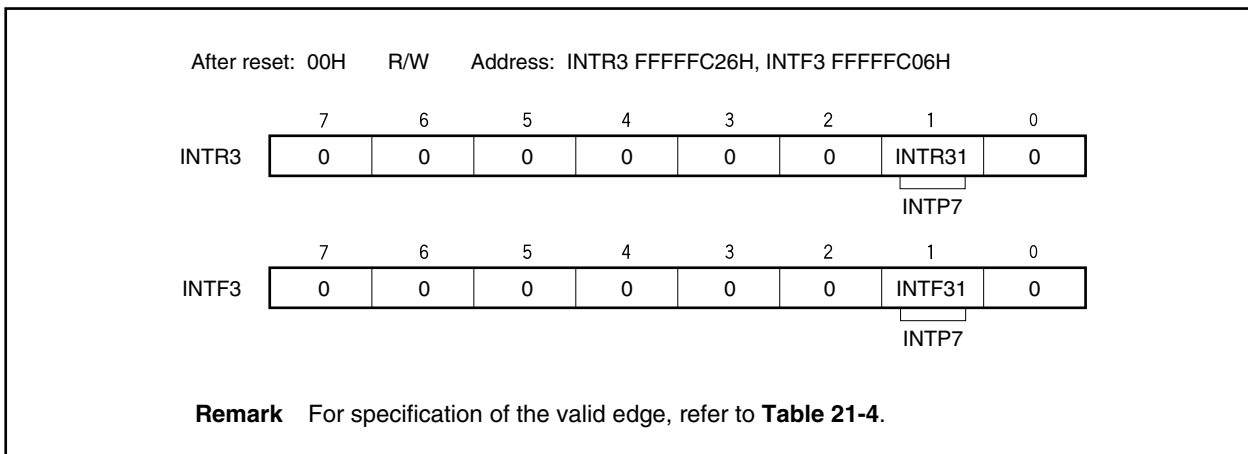 After reset: 00H R/W Address: INTR3 FFFFFC26H, INTF3 FFFFFC06H
7 6 5 4 3 2 1 0
INTR3 0 0 0 0 0 0 INTR31 0
INTP7
7 6 5 4 3 2 1 0
INTF3 0 0 0 0 0 0 INTF31 0
INTP7
Remark For specification of the valid edge, refer to Table 21-4.